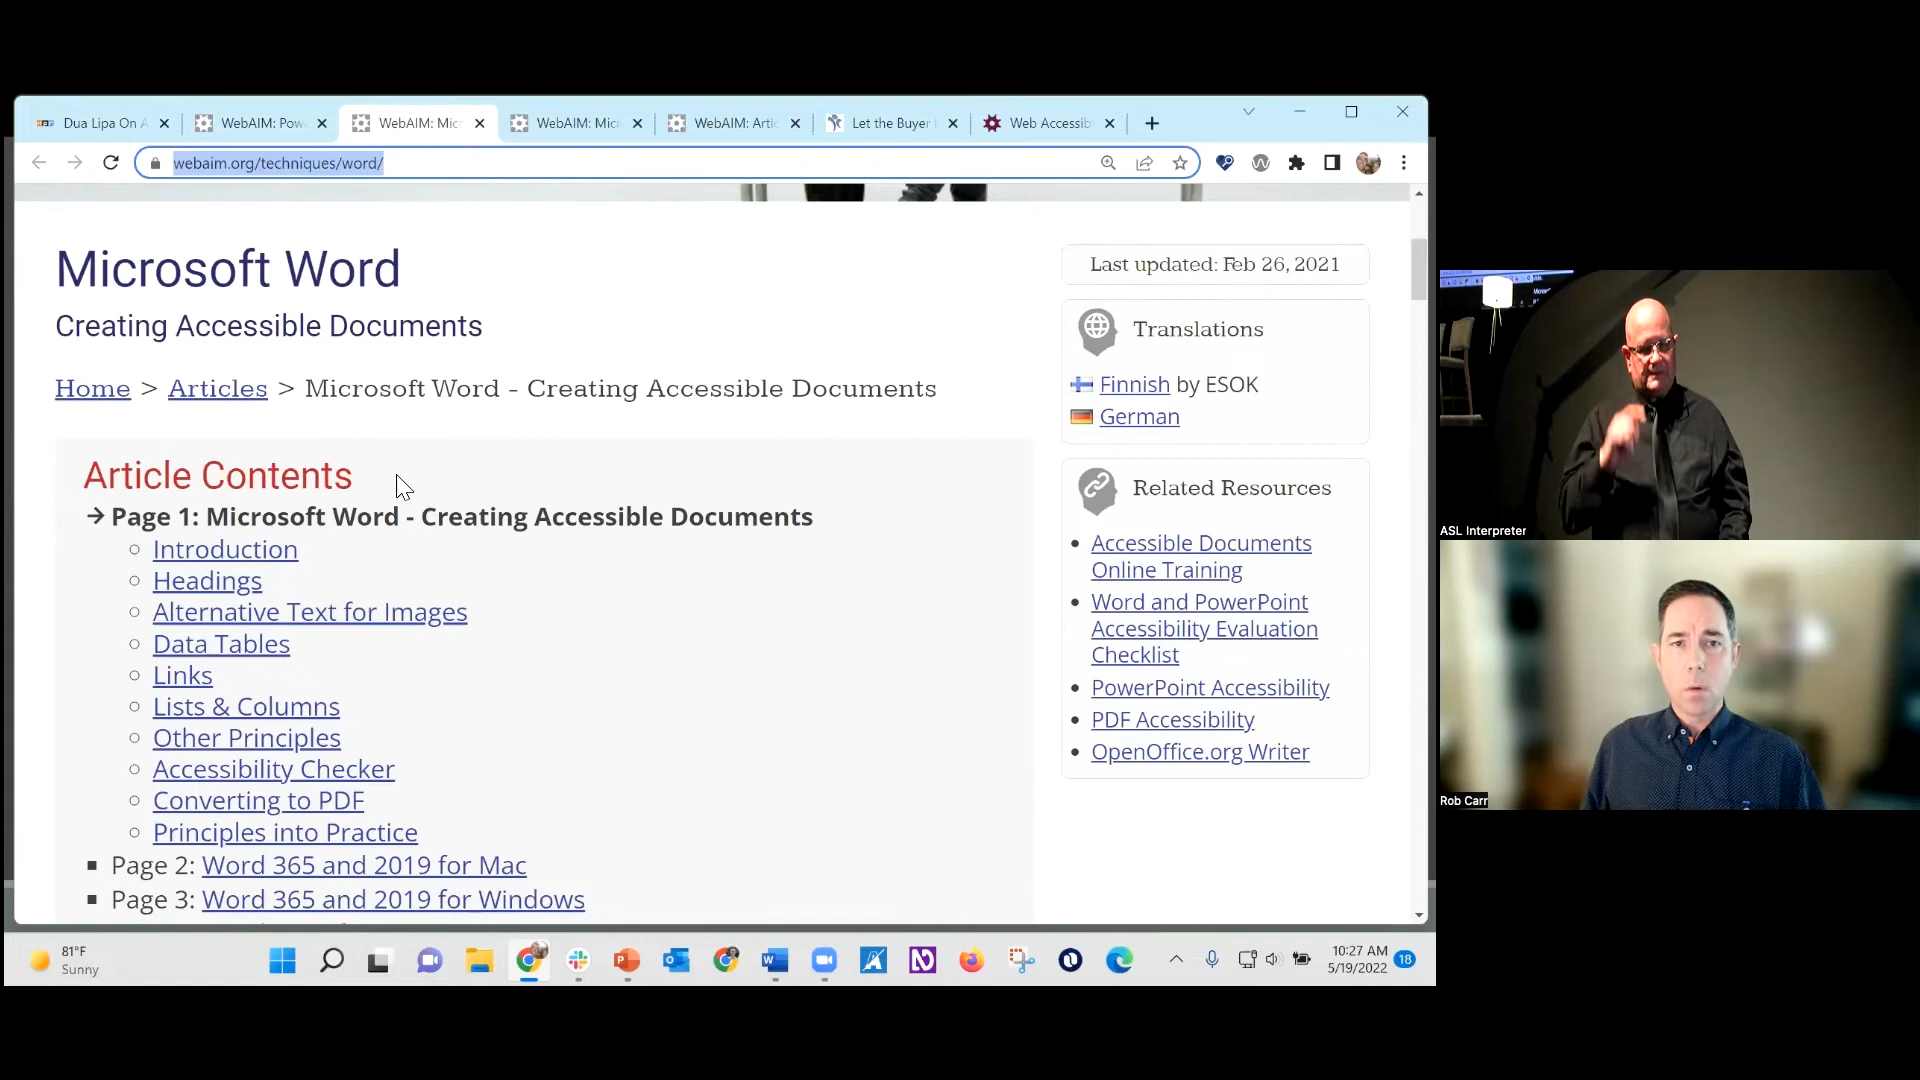 Dua Lipa On A
WebAIM: Pow
WebAIM: Mic
WebAIM: Mic
WebAIM: Arti
Let the Buyer
Web Accessib
webaim.org/techniques/word/
Microsoft Word
Creating Accessible Documents
Home > Articles > Microsoft Word - Creating Accessible Documents
Article Contents
→ Page 1: Microsoft Word - Creating Accessible Documents
Introduction
Headings
Alternative Text for Images
Data Tables
Links
Lists & Columns
Other Principles
Accessibility Checker
Converting to PDF
Principles into Practice
Page 2: Word 365 and 2019 for Mac
Page 3: Word 365 and 2019 for Windows
Last updated: Feb 26, 2021
Translations
Finnish by ESOK
German
Related Resources
Accessible Documents
Online Training
Word and PowerPoint
Accessibility Evaluation
Checklist
PowerPoint Accessibility
PDF Accessibility
OpenOffice.org Writer
ASL Interpreter
Rob Carr
81°F
Sunny
10:27 AM
5/19/2022
18